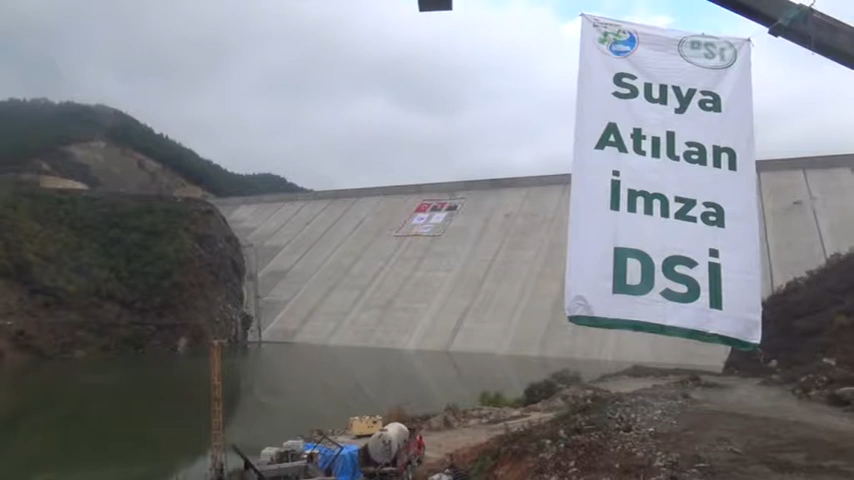 DSİ
Suya
Atılan
İmza
DSİ